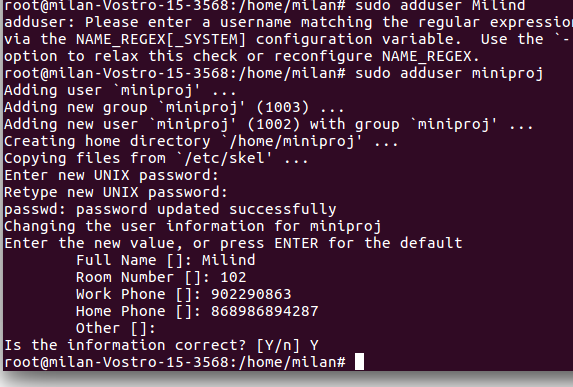 root@milan-Vostro-15-3568:/home/milan# sudo adduser Milind
adduser: Please enter a username matching the regular expression
via the NAME_REGEX[_SYSTEM] configuration variable.  Use the `-
option to relax this check or reconfigure NAME_REGEX.
root@milan-Vostro-15-3568:/home/milan# sudo adduser miniproj
Adding user `miniproj' ...
Adding new group `miniproj' (1003) ...
Adding new user `miniproj' (1002) with group `miniproj' ...
Creating home directory `/home/miniproj' ...
Copying files from `/etc/skel' ...
Enter new UNIX password:
Retype new UNIX password:
passwd: password updated successfully
Changing the user information for miniproj
Enter the new value, or press ENTER for the default
        Full Name []: Milind
        Room Number []: 102
        Work Phone []: 902290863
        Home Phone []: 868986894287
        Other []:
Is the information correct? [Y/n] Y
root@milan-Vostro-15-3568:/home/milan#